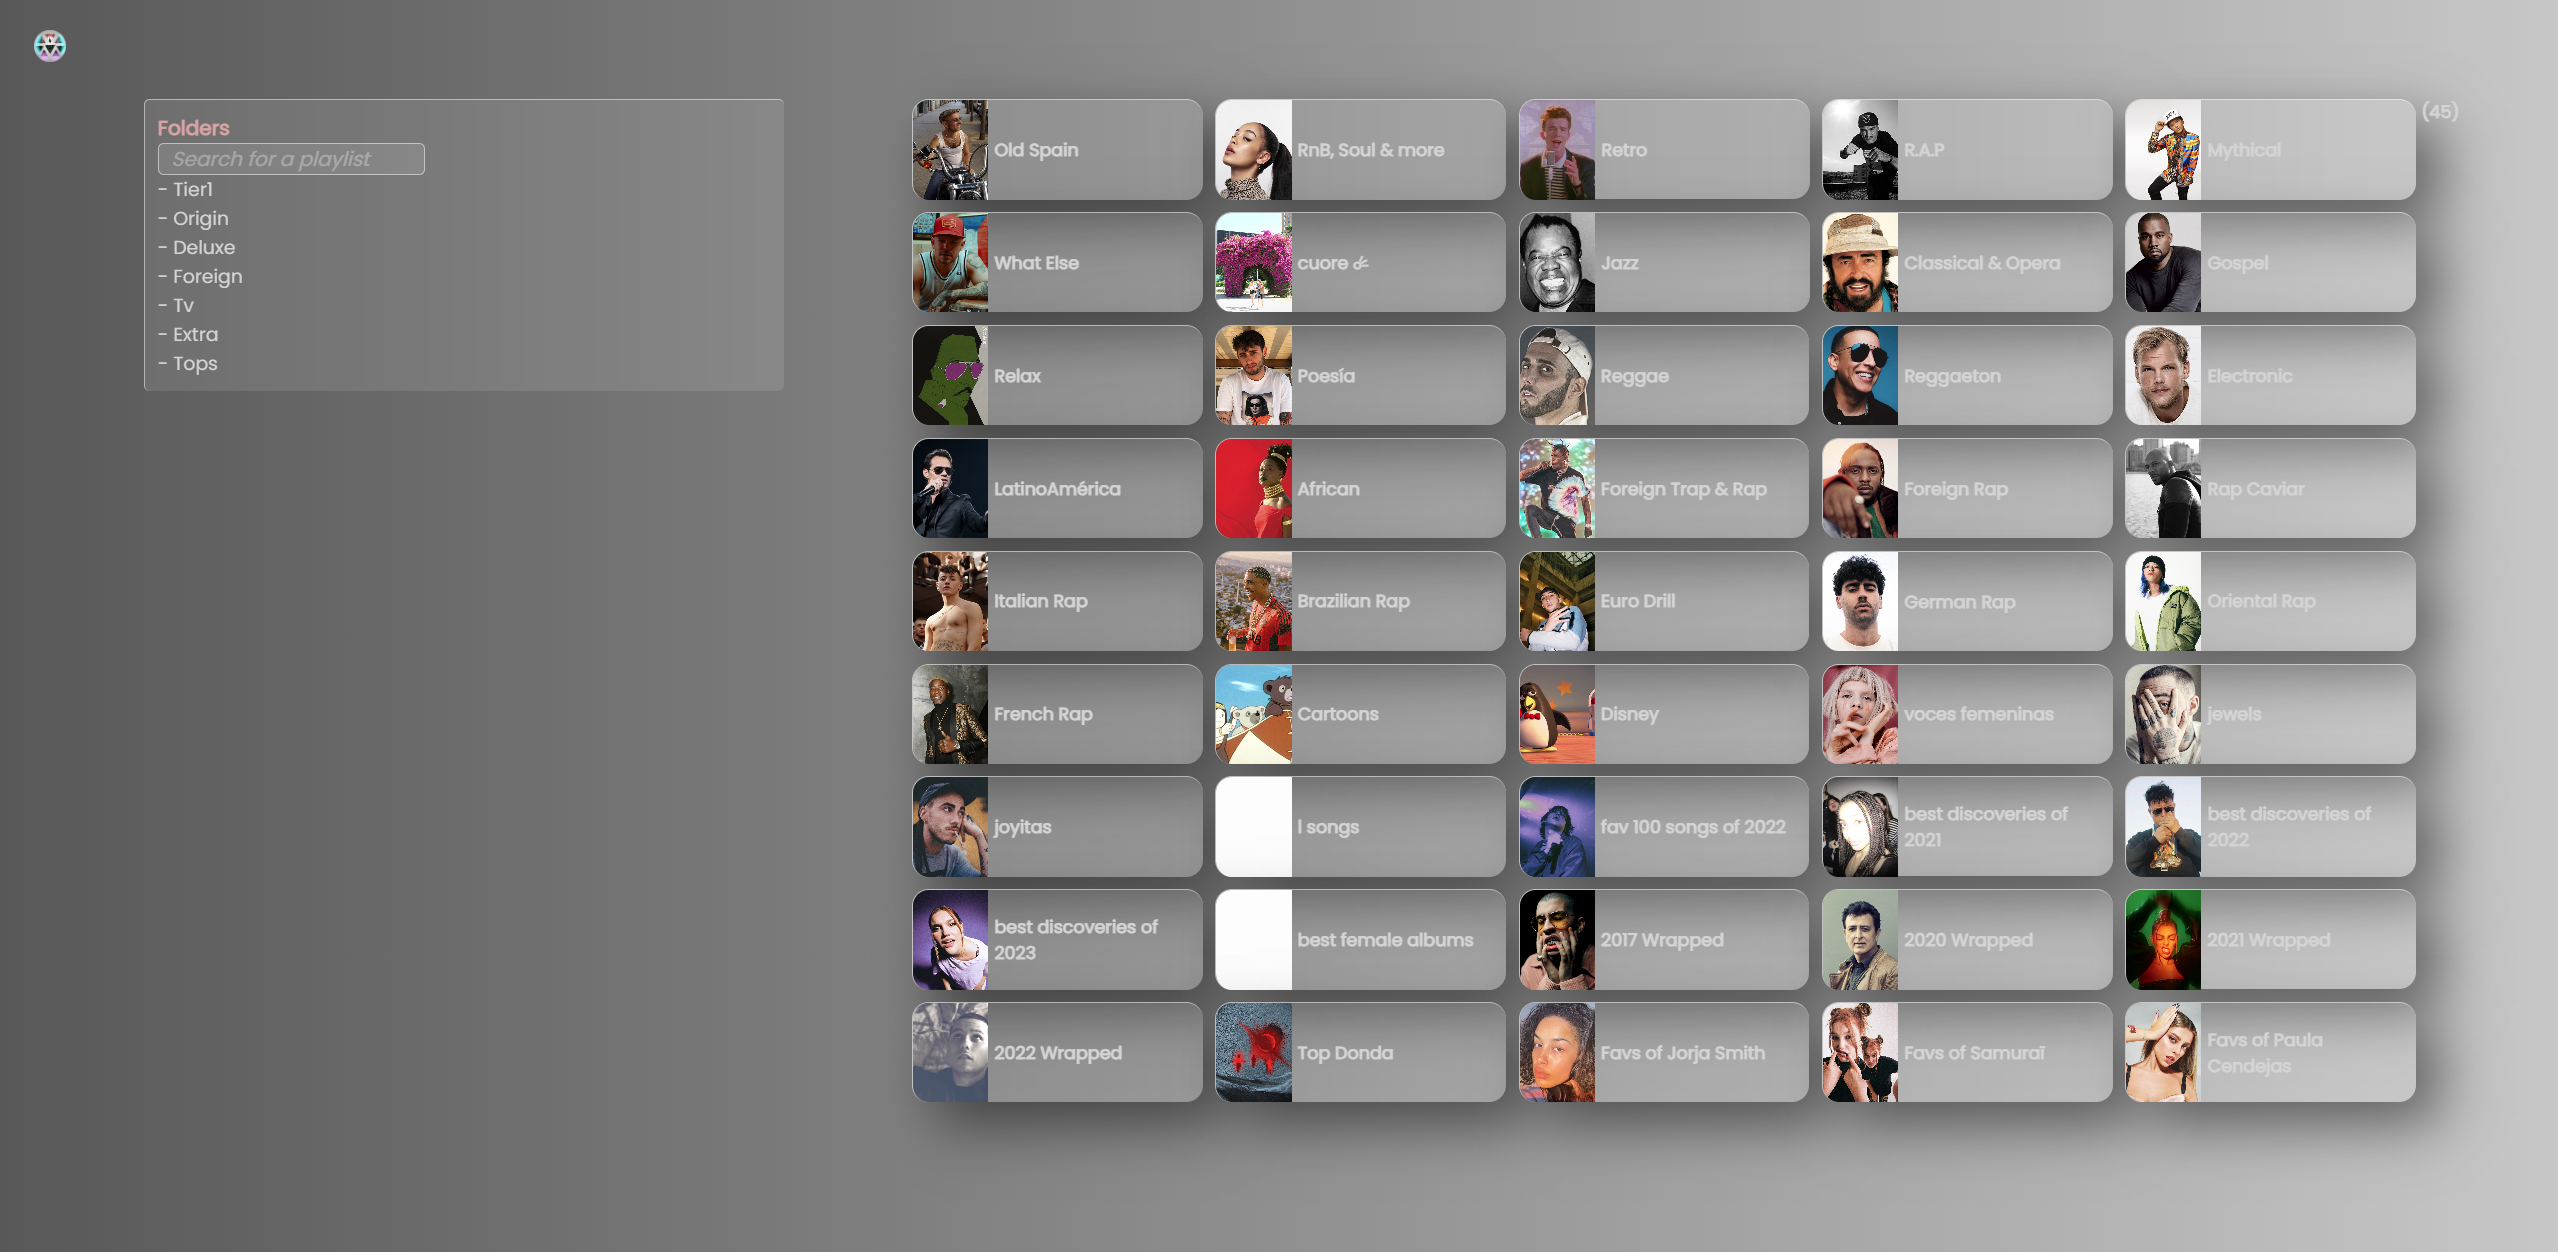 Folders
Search for a playlist
- Tier1
- Origin
- Deluxe
- Foreign
- Tv
- Extra
- Tops
(45)
Old Spain
RnB, Soul & more
Retro
R.A.P
Mythical
What Else
cuore
Jazz
Classical & Opera
Gospel
Relax
Poesía
Reggae
Reggaeton
Electronic
LatinoAmérica
African
Foreign Trap & Rap
Foreign Rap
Rap Caviar
Italian Rap
Brazilian Rap
Euro Drill
German Rap
Oriental Rap
French Rap
Cartoons
Disney
voces femeninas
jewels
joyitas
l songs
fav 100 songs of 2022
best discoveries of
2021
best discoveries of
2022
best discoveries of
2023
best female albums
2017 Wrapped
2020 Wrapped
2021 Wrapped
2022 Wrapped
Top Donda
Favs of Jorja Smith
Favs of Samuraï
Favs of Paula
Cendejas